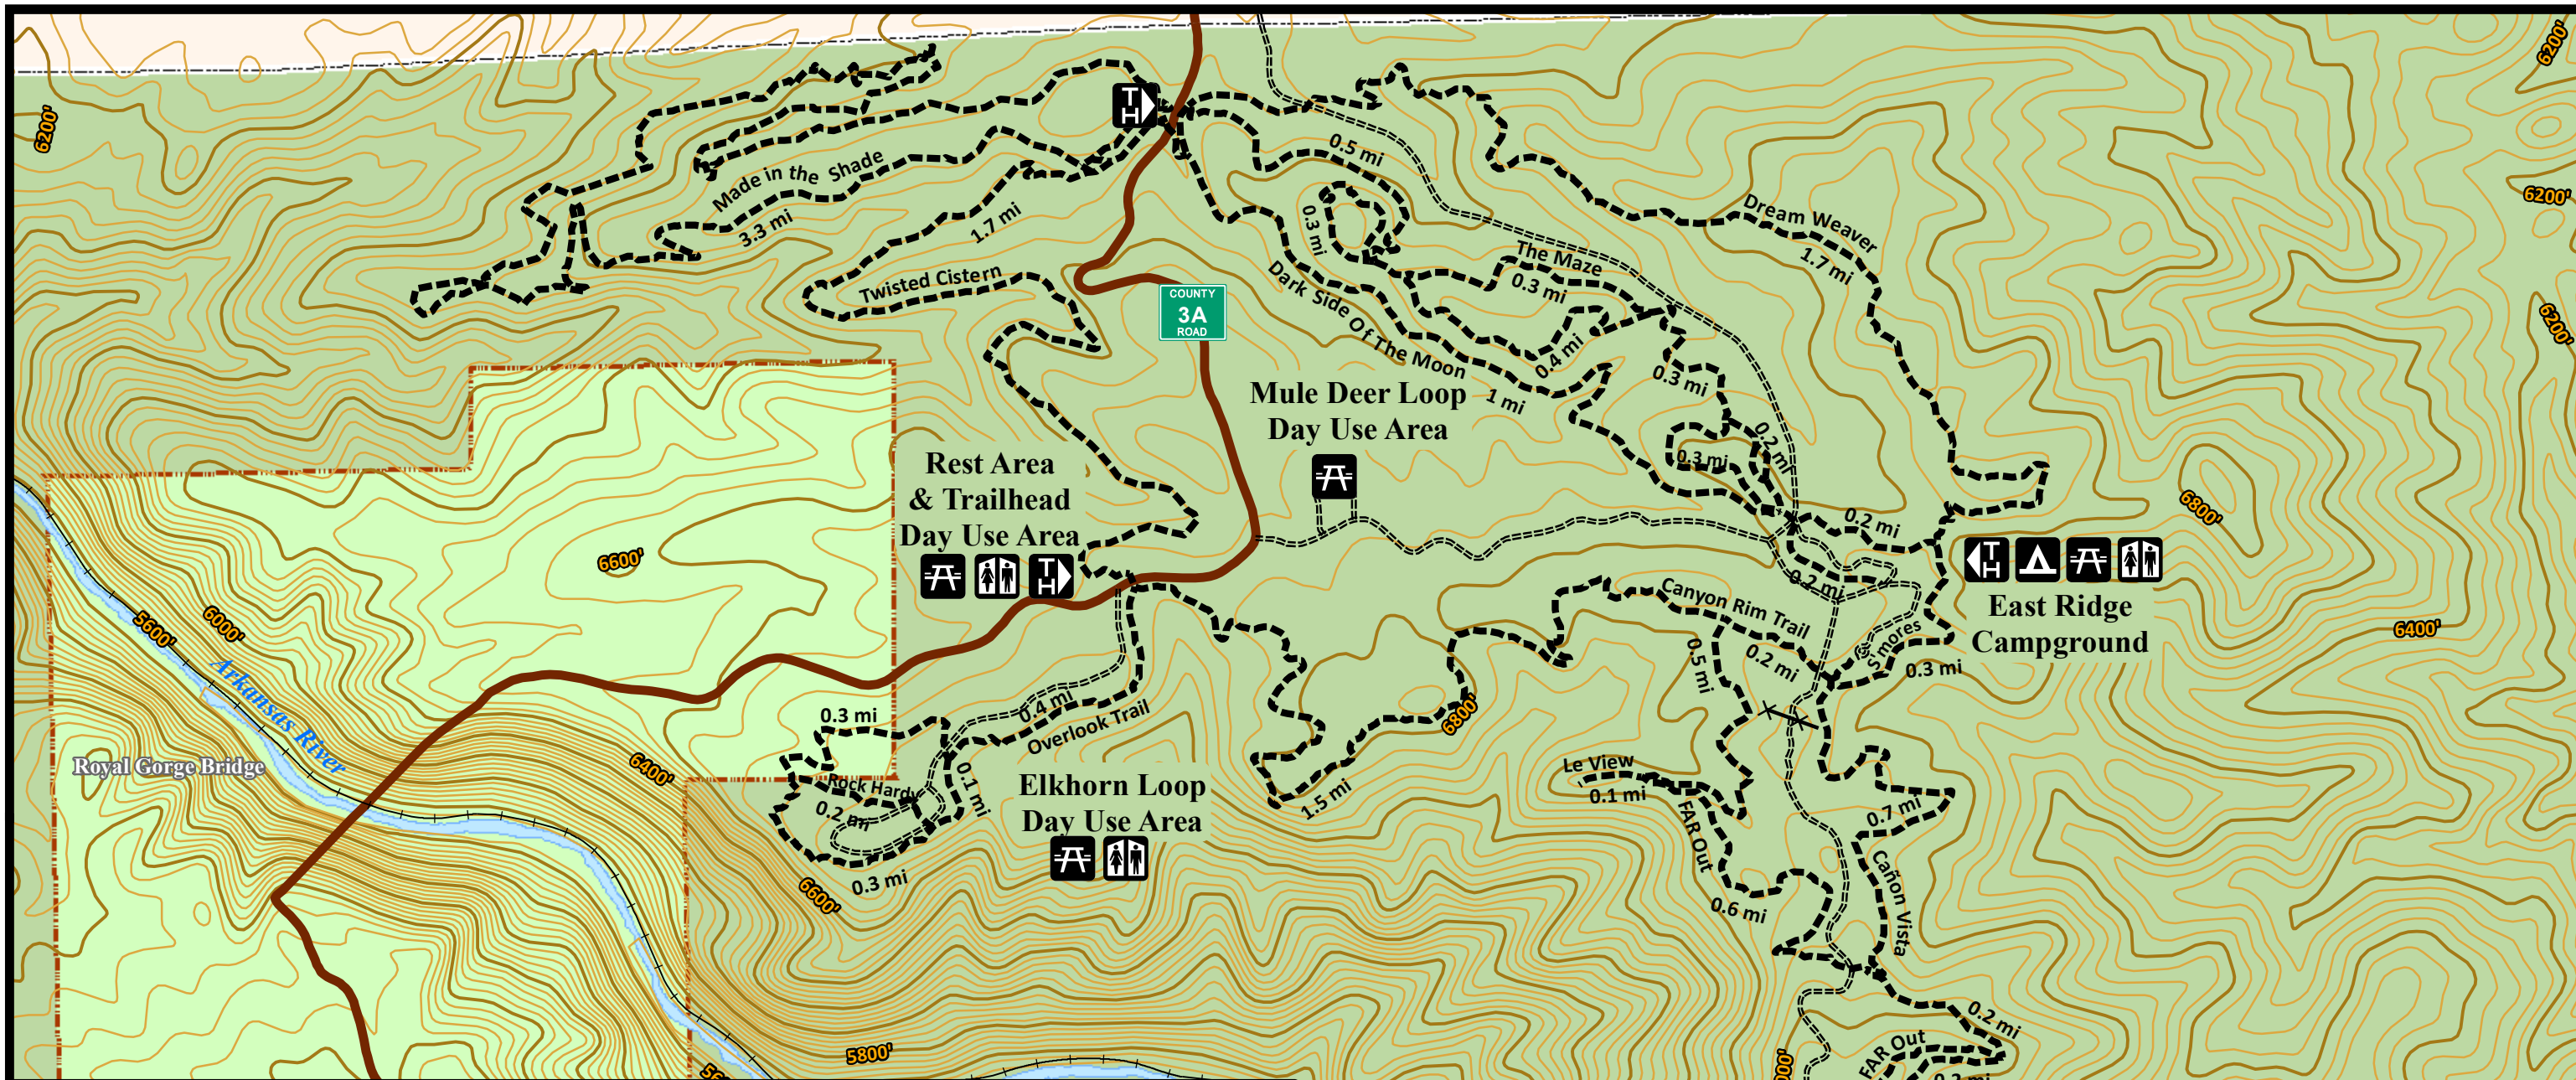 6200'
6200'
6200'
6200'
T
H
Made in the Shade
3.3 mi
1.7 mi
Twisted Cistern
COUNTY
3A
ROAD
0.5 mi
0.3 mi
The Maze
0.3 mi
Dark Side Of The Moon
1 mi
0.4 mi
0.3 mi
0.2 mi
0.3 mi
Dream Weaver
1.7 mi
Mule Deer Loop
Day Use Area
Rest Area
& Trailhead
Day Use Area
T
H
0.2 mi
0.2 mi
T
H
East Ridge
Campground
6800'
6400'
6600'
6000'
5600'
Arkansas River
Royal Gorge Bridge
6400'
Canyon Rim Trail
0.2 mi
0.5 mi
Smores
0.3 mi
6800'
1.5 mi
0.3 mi
0.4 mi
Overlook Trail
Rock Hardy
0.2 mi
0.1 mi
0.3 mi
6600'
Elkhorn Loop
Day Use Area
Le View
0.1 mi
FAR Out
0.6 mi
0.7 mi
Cañon Vista
0.2 mi
FAR Out
5800'